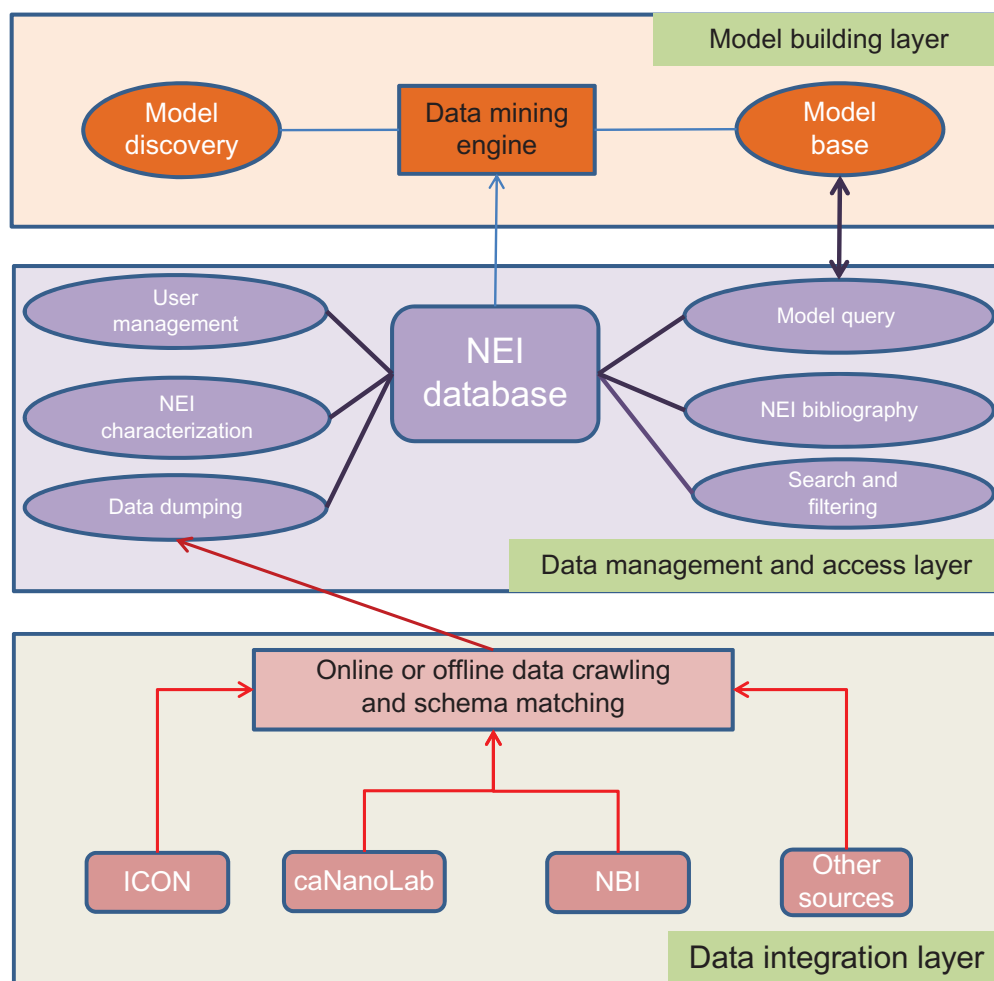 Model building layer
Model
discovery
Data mining
engine
Model
base
User
management
NEI
database
Model query
NEI
characterization
NEI bibliography
Data dumping
Search and
filtering
Data management and access layer
Online or offline data crawling
and schema matching
ICON
caNanoLab
NBI
Other
sources
Data integration layer